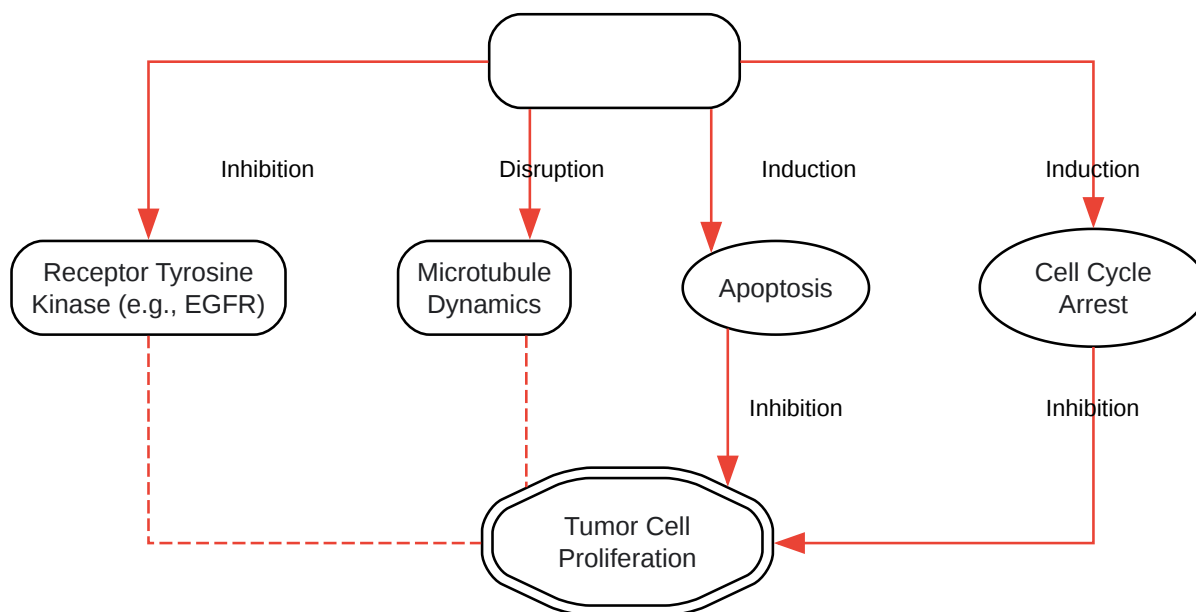 Inhibition
Disruption
Induction
Induction
Receptor Tyrosine
Kinase (e.g., EGFR)
Microtubule
Dynamics
Apoptosis
Cell Cycle
Arrest
Inhibition
Inhibition
Tumor Cell
Proliferation